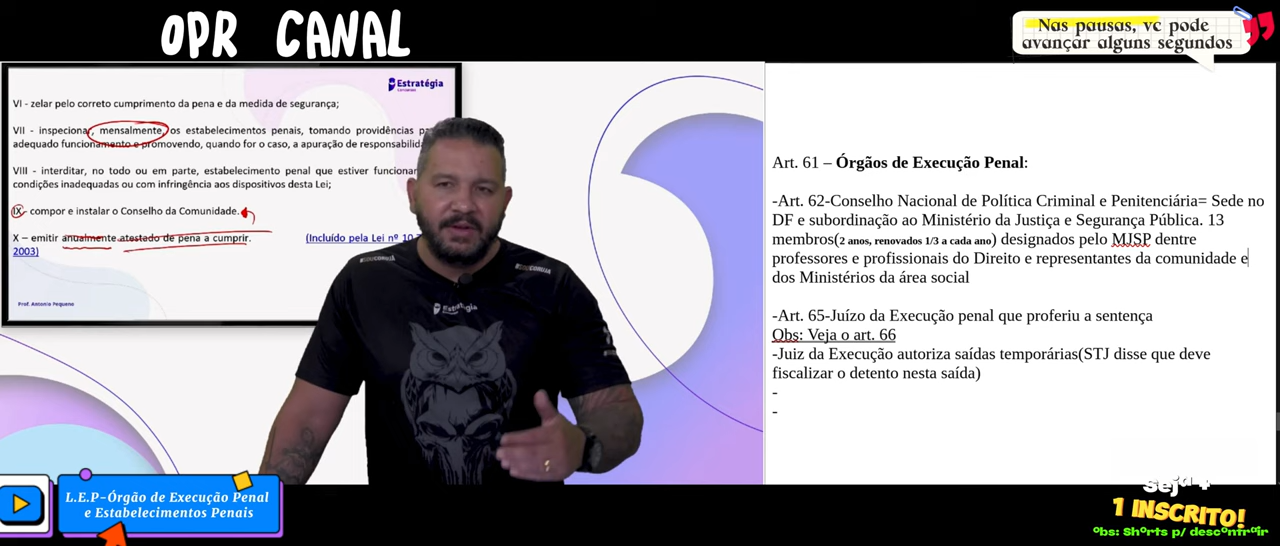 OPR CANAL
Nas pausas, vc pode
avançar alguns segundos
Estratégia
Concursos
VI - zelar pelo correto cumprimento da pena e da medida de segurança;
VII - inspecionar, mensalmente, os estabelecimentos penais, tomando providências
adequado funcionamento e promovendo, quando for o caso, a apuração de
VIII - interditar, no todo ou em parte, estabelecimento penal que estiver
condições inadequadas ou com infringência aos dispositivos desta Lei;
IX- compor e instalar o Conselho da Comunidade.
X – emitir anualmente atestado de pena a cumprir. (Incluído pela Lei nº
2003)
Prof. Antonio Pequeno
Estratégia
Art. 61 – Órgãos de Execução Penal:
-Art. 62-Conselho Nacional de Política Criminal e Penitenciária= Sede no
DF e subordinação ao Ministério da Justiça e Segurança Pública. 13
membros(2 anos, renovados 1/3 a cada ano) designados pelo MJSP dentre
professores e profissionais do Direito e representantes da comunidade e
dos Ministérios da área social
-Art. 65-Juízo da Execução penal que proferiu a sentença
Obs: Veja o art. 66
-Juiz da Execução autoriza saídas temporárias(STJ disse que deve
fiscalizar o detento nesta saída)
-
-
L.E.P-Órgão de Execução Penal
e Estabelecimentos Penais
Seja +
1 INSCRITO!
Obs: Shorts p/ descontrair